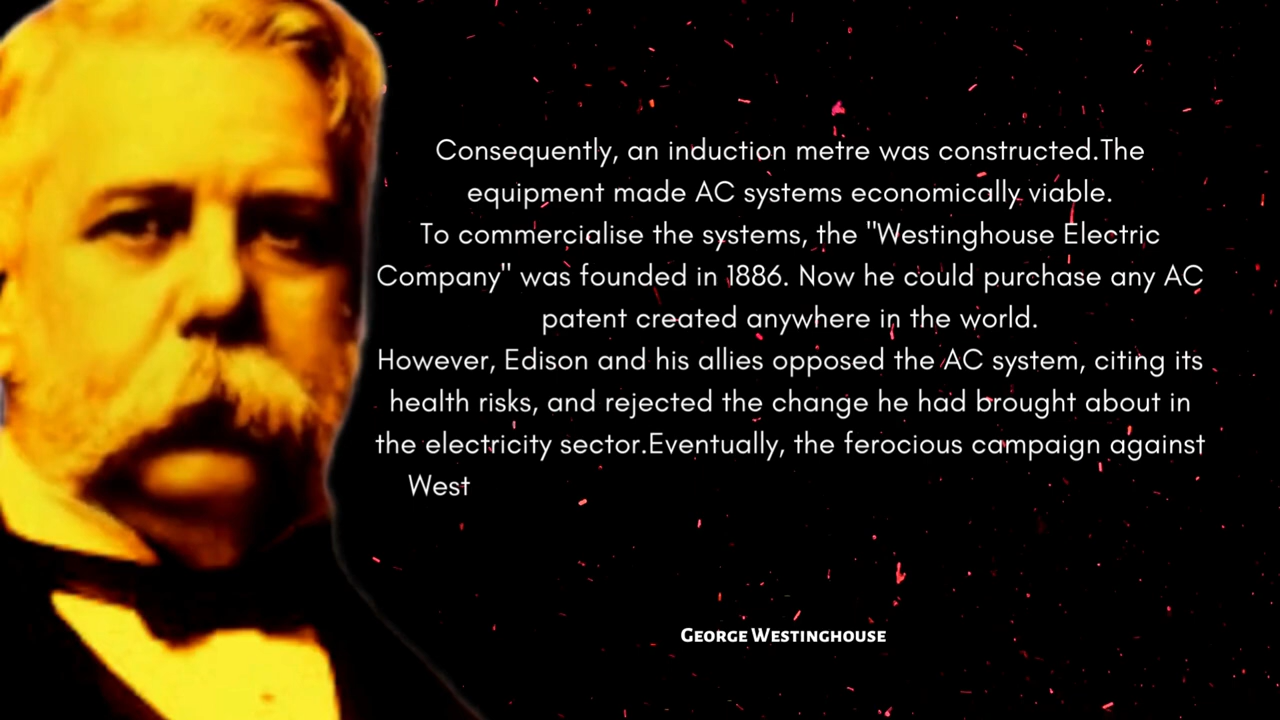 Consequently, an induction metre was constructed.The
equipment made AC systems economically viable.
To commercialise the systems, the "Westinghouse Electric
Company" was founded in 1886. Now he could purchase any AC
patent created anywhere in the world.
However, Edison and his allies opposed the AC system, citing its
health risks, and rejected the change he had brought about in
the electricity sector.Eventually, the ferocious campaign against
West
George Westinghouse